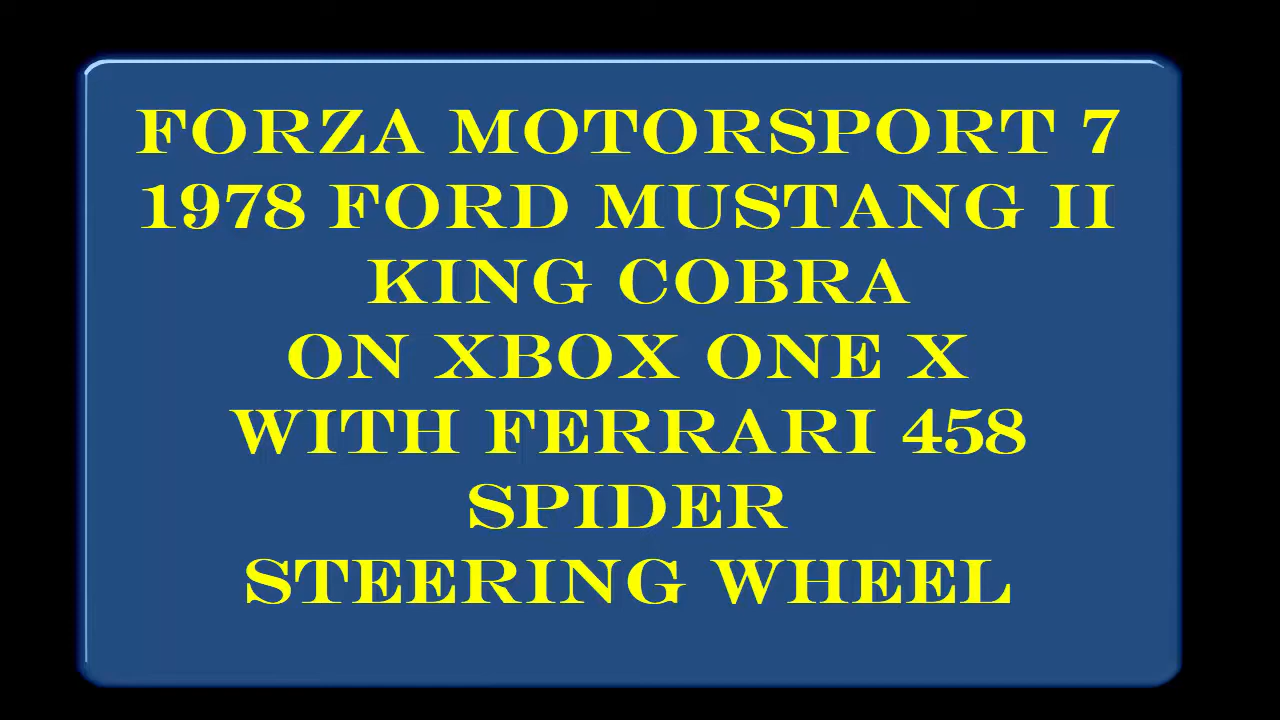 FORZA MOTORSPORT 7
1978 FORD MUSTANG II
KING COBRA
ON XBOX ONE X
WITH FERRARI 458
SPIDER
STEERING WHEEL